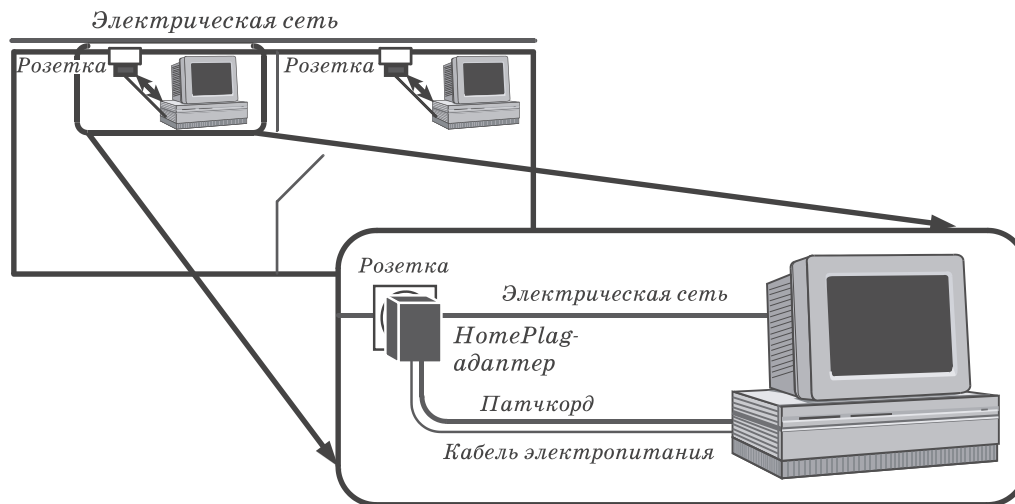 Электрическая сеть
Розетка
Розетка
Розетка
Электрическая сеть
HomePlag-
адаптер
Патчкорд
Кабель электропитания